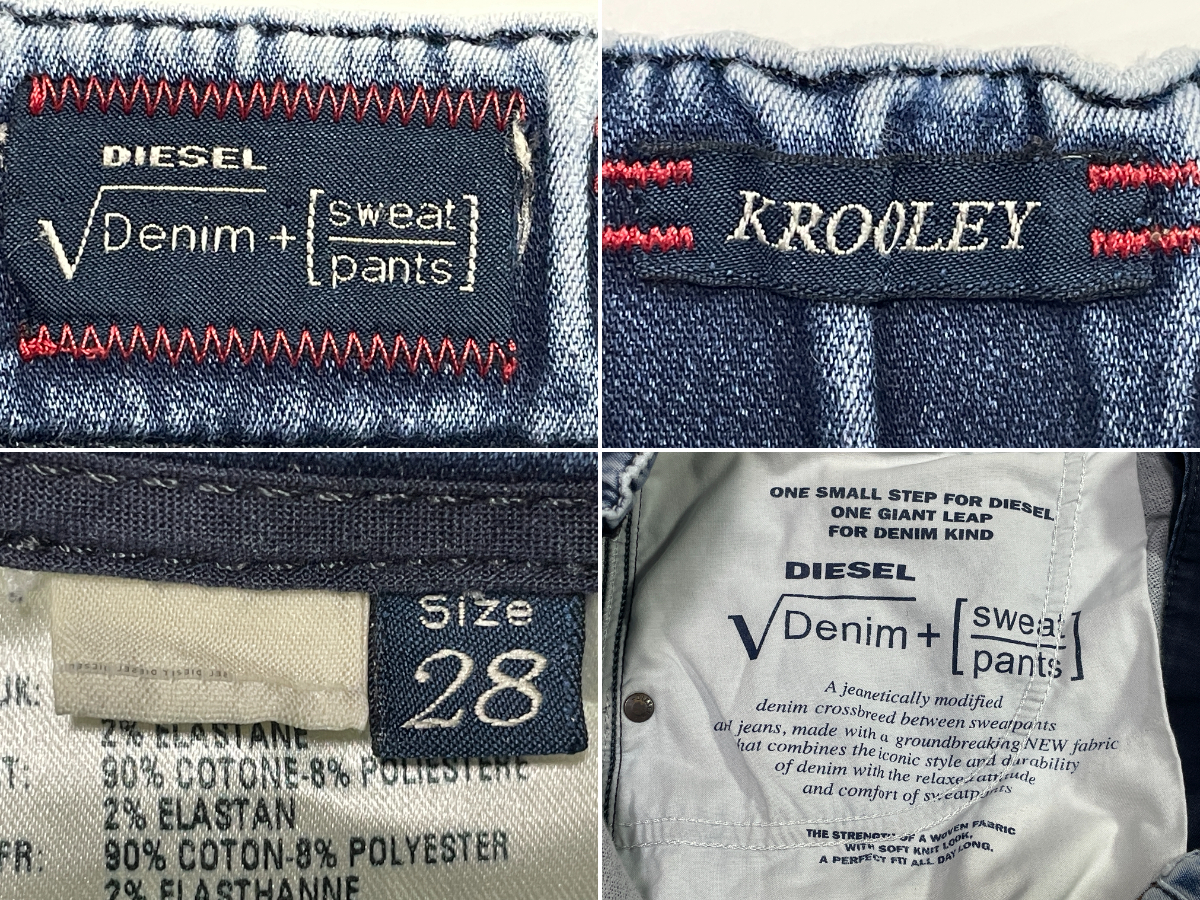 DIESEL
√Denim + [sweat
pants]
KROOLEY
Size
28
UK:
2% ELASTANE
T:
90% COTONE-8% POLIESTERE
2% ELASTAN
FR.
90% COTON-8% POLYESTER
2% ELASTHANNE
ONE SMALL STEP FOR DIESEL
ONE GIANT LEAP
FOR DENIM KIND
DIESEL
√Denim + [sweat
pants]
A jeanetically modified
denim crossbreed between sweatpants
jeans, made with a groundbreaking NEW fabric
that combines the iconic style and durability
of denim with the relaxed attitude
and comfort of sweatpants
THE STRENGTH OF A WOVEN FABRIC
WITH SOFT KNIT LOOK,
A PERFECT FIT ALL DAY LONG.